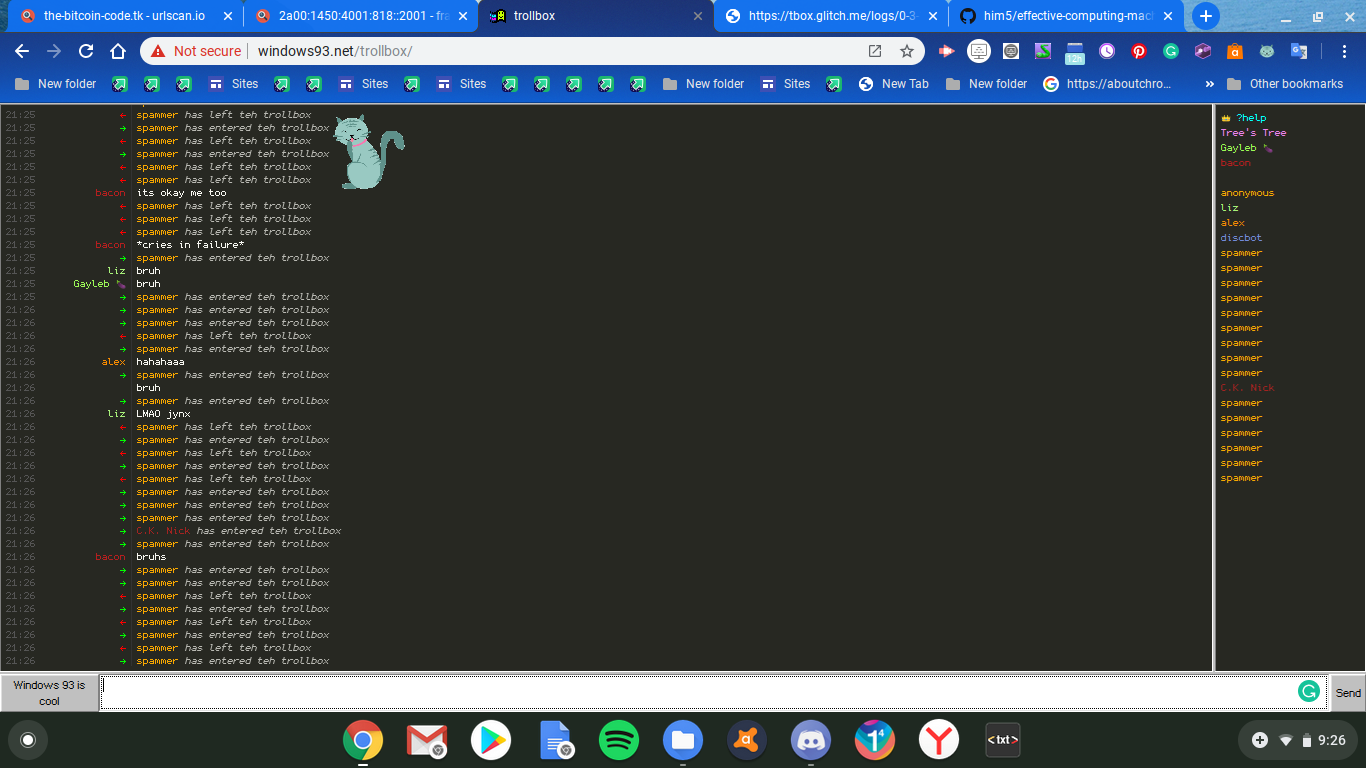 the-bitcoin-code.tk - urlscan.io
2a00:1450:4001:818::2001 - fra
trollbox
https://tbox.glitch.me/logs/0-3-
him5/effective-computing-mac
Not secure | windows93.net/trollbox/
12h
New folder Sites Sites Sites New folder Sites New Tab New folder https://aboutchro... » Other bookmarks
21:25 ← spammer has left teh trollbox
21:25 → spammer has entered teh trollbox
21:25 ← spammer has left teh trollbox
21:25 → spammer has entered teh trollbox
21:25 ← spammer has left teh trollbox
21:25 ← spammer has left teh trollbox
21:25 bacon its okay me too
21:25 ← spammer has left teh trollbox
21:25 ← spammer has left teh trollbox
21:25 ← spammer has left teh trollbox
21:25 bacon *cries in failure*
21:25 → spammer has entered teh trollbox
21:25 liz bruh
21:25 Gayleb 🍆 bruh
21:25 → spammer has entered teh trollbox
21:26 → spammer has entered teh trollbox
21:26 → spammer has entered teh trollbox
21:26 ← spammer has left teh trollbox
21:26 → spammer has entered teh trollbox
21:26 alex hahahaaa
21:26 → spammer has entered teh trollbox
21:26 bruh
21:26 → spammer has entered teh trollbox
21:26 liz LMAO jynx
21:26 ← spammer has left teh trollbox
21:26 → spammer has entered teh trollbox
21:26 ← spammer has left teh trollbox
21:26 → spammer has entered teh trollbox
21:26 ← spammer has left teh trollbox
21:26 → spammer has entered teh trollbox
21:26 → spammer has entered teh trollbox
21:26 → spammer has entered teh trollbox
21:26 → C.K. Nick has entered teh trollbox
21:26 → spammer has entered teh trollbox
21:26 bacon bruhs
21:26 → spammer has entered teh trollbox
21:26 → spammer has entered teh trollbox
21:26 ← spammer has left teh trollbox
21:26 → spammer has entered teh trollbox
21:26 ← spammer has left teh trollbox
21:26 → spammer has entered teh trollbox
21:26 ← spammer has left teh trollbox
21:26 → spammer has entered teh trollbox
?help
Tree's Tree
Gayleb 🍆
bacon
anonymous
liz
alex
discbot
spammer
spammer
spammer
spammer
spammer
spammer
spammer
spammer
spammer
C.K. Nick
spammer
spammer
spammer
spammer
spammer
spammer
Windows 93 is
cool
Send
<txt>
9:26